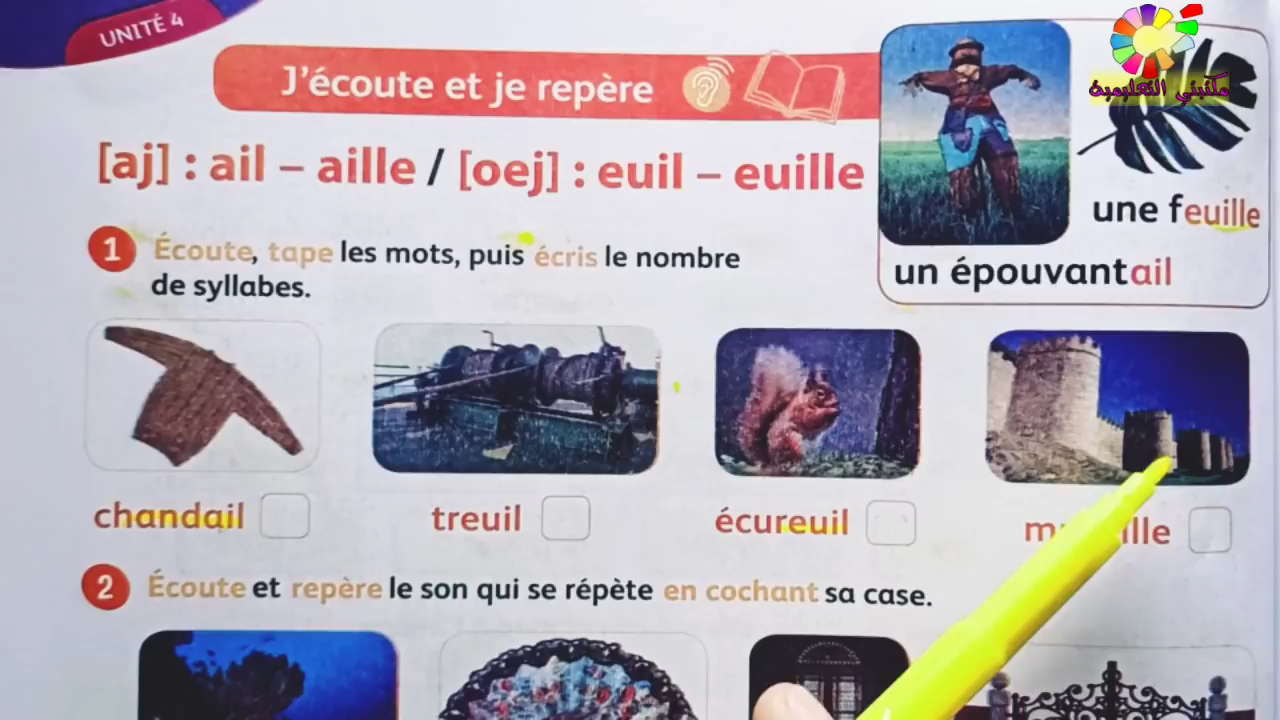 UNITÉ 4
J'écoute et je repère
مكتبتي التعليمية
[aj] : ail – aille / [oej] : euil – euille
une feuille
un épouvantail
1 Écoute, tape les mots, puis écris le nombre
de syllabes.
chandail
treuil
écureuil
2 Écoute et repère le son qui se répète en cochant sa case.